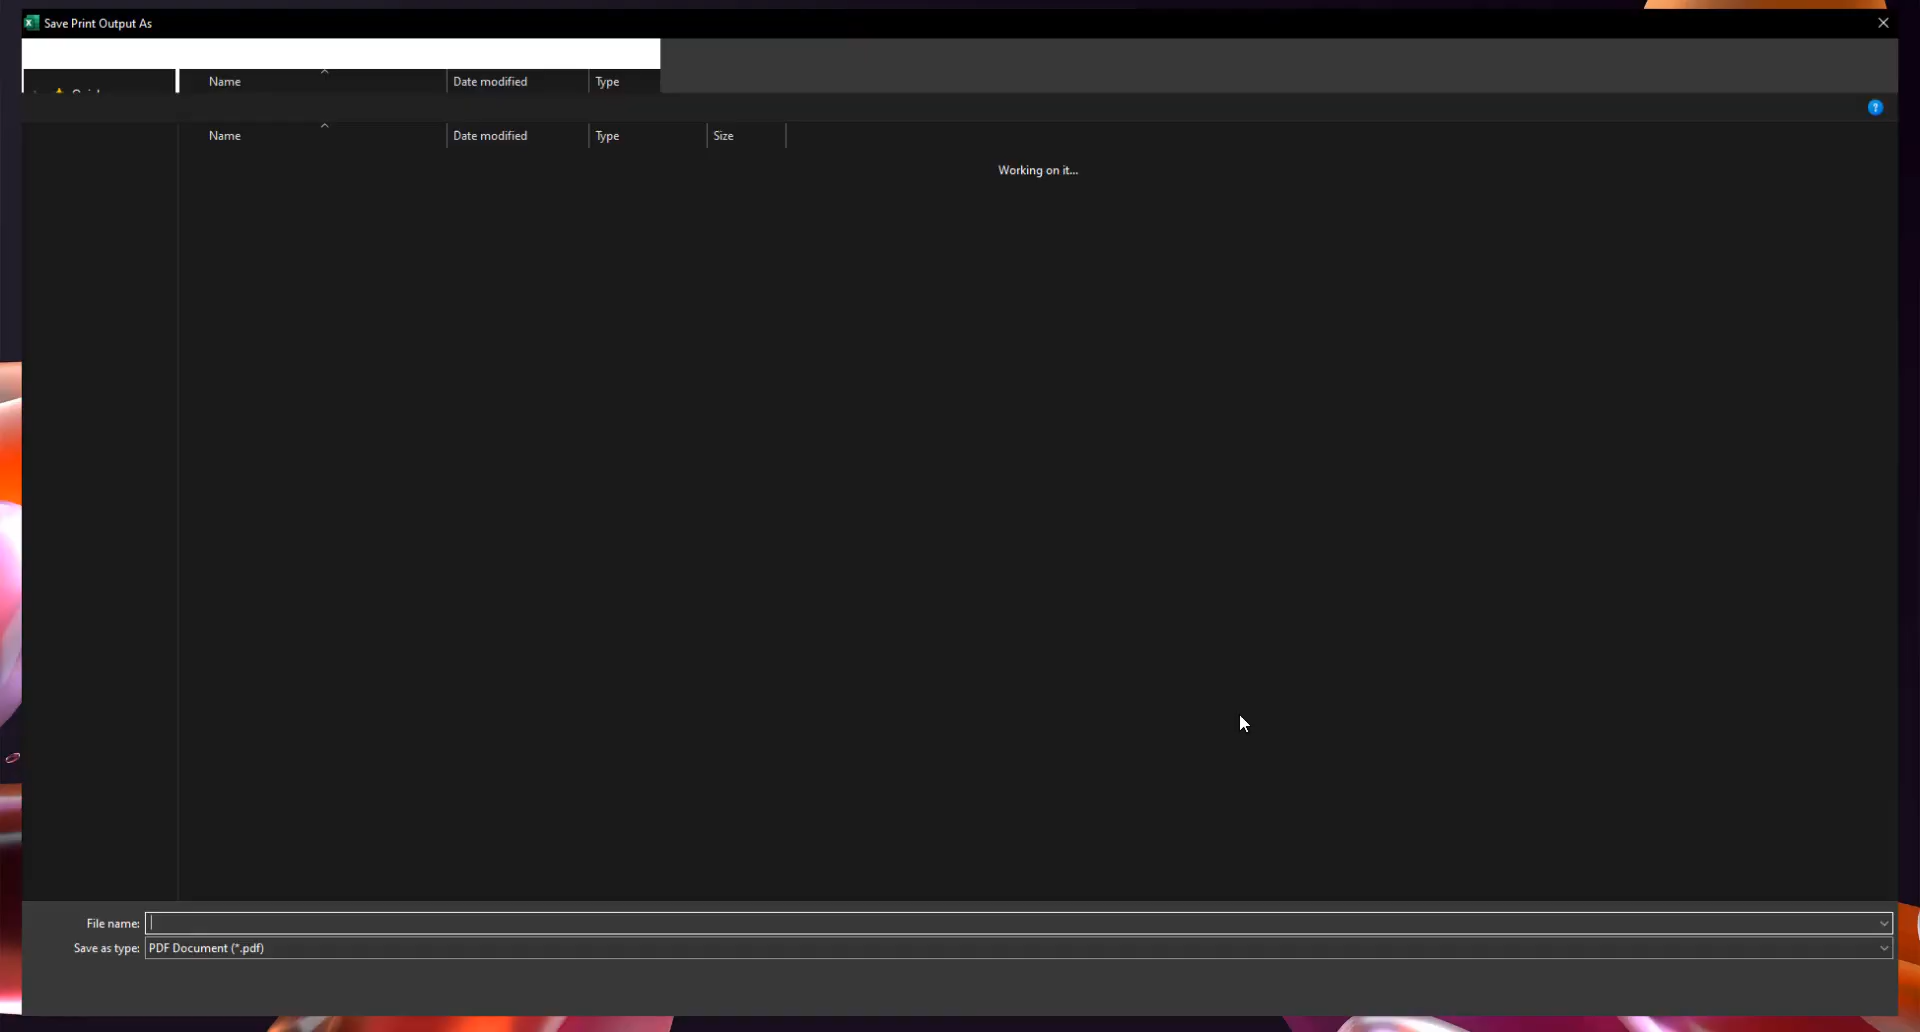 Save Print Output As
Name Date modified Type
Name Date modified Type Size
Working on it...
File name:
Save as type: PDF Document (*.pdf)